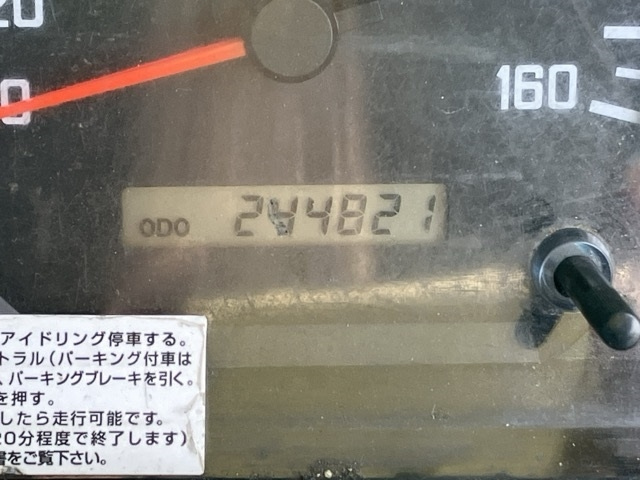 20
0
160
ODO 244821
アイドリング停車する。
トラル(パーキング付車は
、パーキングブレーキを引く。
を押す。
したら走行可能です。
20分程度で終了します)
書をご覧下さい。